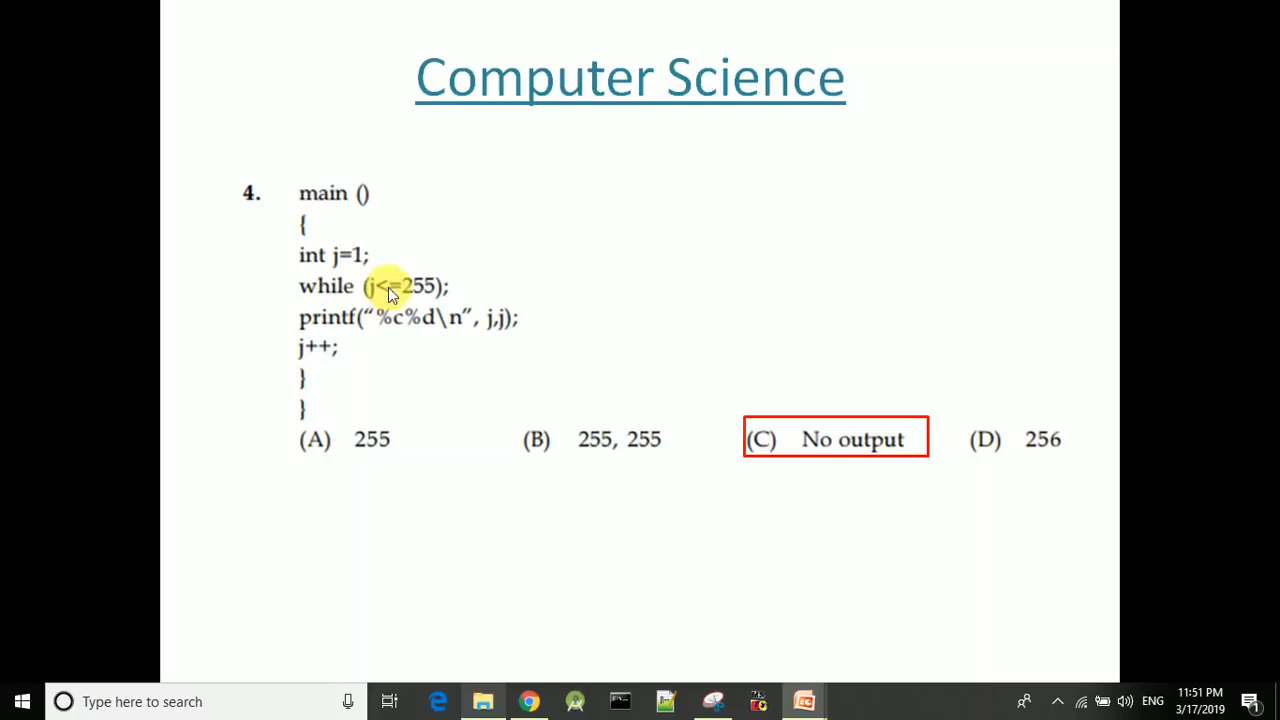 Computer Science
4. main ()
{
int j=1;
while (j<=255);
printf(“%c%d\n”, j,j);
j++;
}
}
(A) 255 (B) 255, 255 (C) No output (D) 256
Type here to search
ENG
11:51 PM
3/17/2019
1